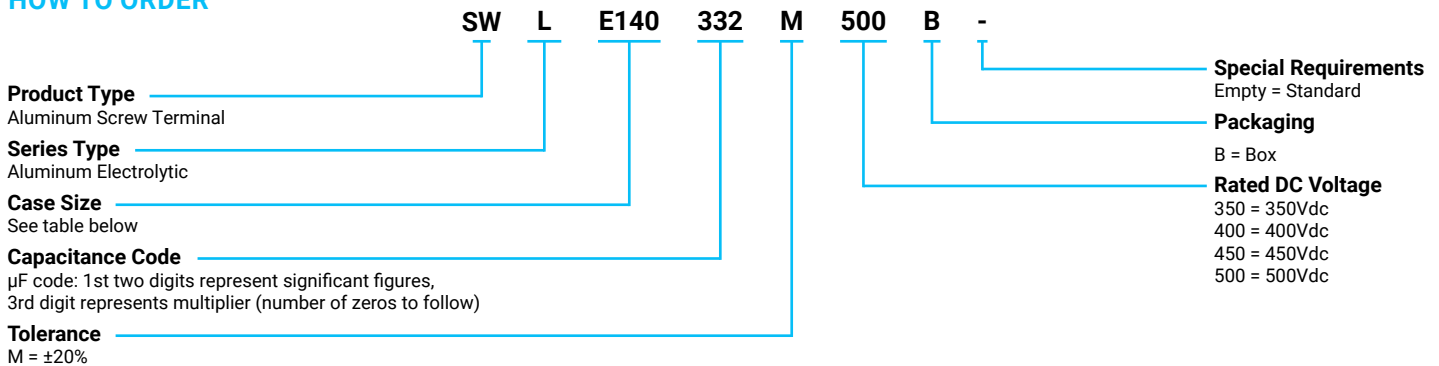 HOW TO ORDER
SW L E140 332 M 500 B -
Product Type
Aluminum Screw Terminal
Series Type
Aluminum Electrolytic
Case Size
See table below
Capacitance Code
µF code: 1st two digits represent significant figures,
3rd digit represents multiplier (number of zeros to follow)
Tolerance
M = ±20%
Special Requirements
Empty = Standard
Packaging
B = Box
Rated DC Voltage
350 = 350Vdc
400 = 400Vdc
450 = 450Vdc
500 = 500Vdc